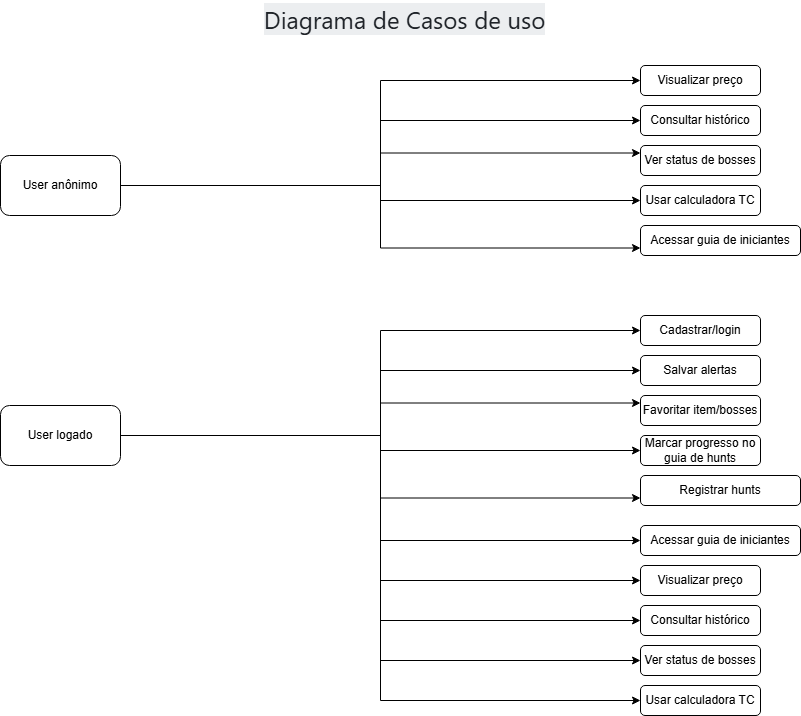 Diagrama de Casos de uso
User anônimo
Visualizar preço
Consultar histórico
Ver status de bosses
Usar calculadora TC
Acessar guia de iniciantes
User logado
Cadastrar/login
Salvar alertas
Favoritar item/bosses
Marcar progresso no
guia de hunts
Registrar hunts
Acessar guia de iniciantes
Visualizar preço
Consultar histórico
Ver status de bosses
Usar calculadora TC